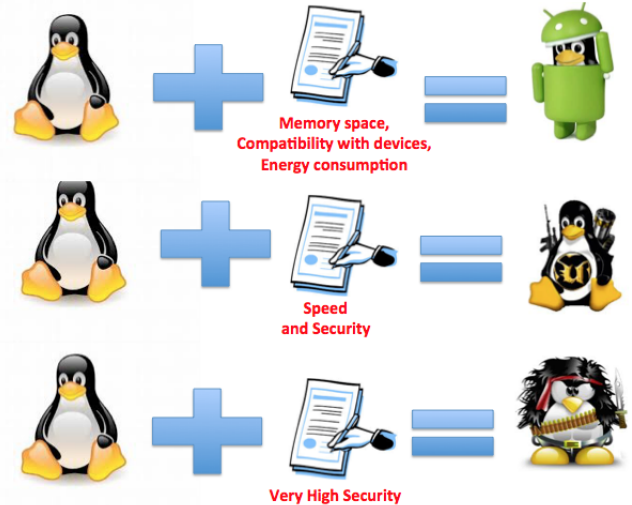 Memory space,
Compatibility with devices,
Energy consumption
Speed
and Security
Very High Security